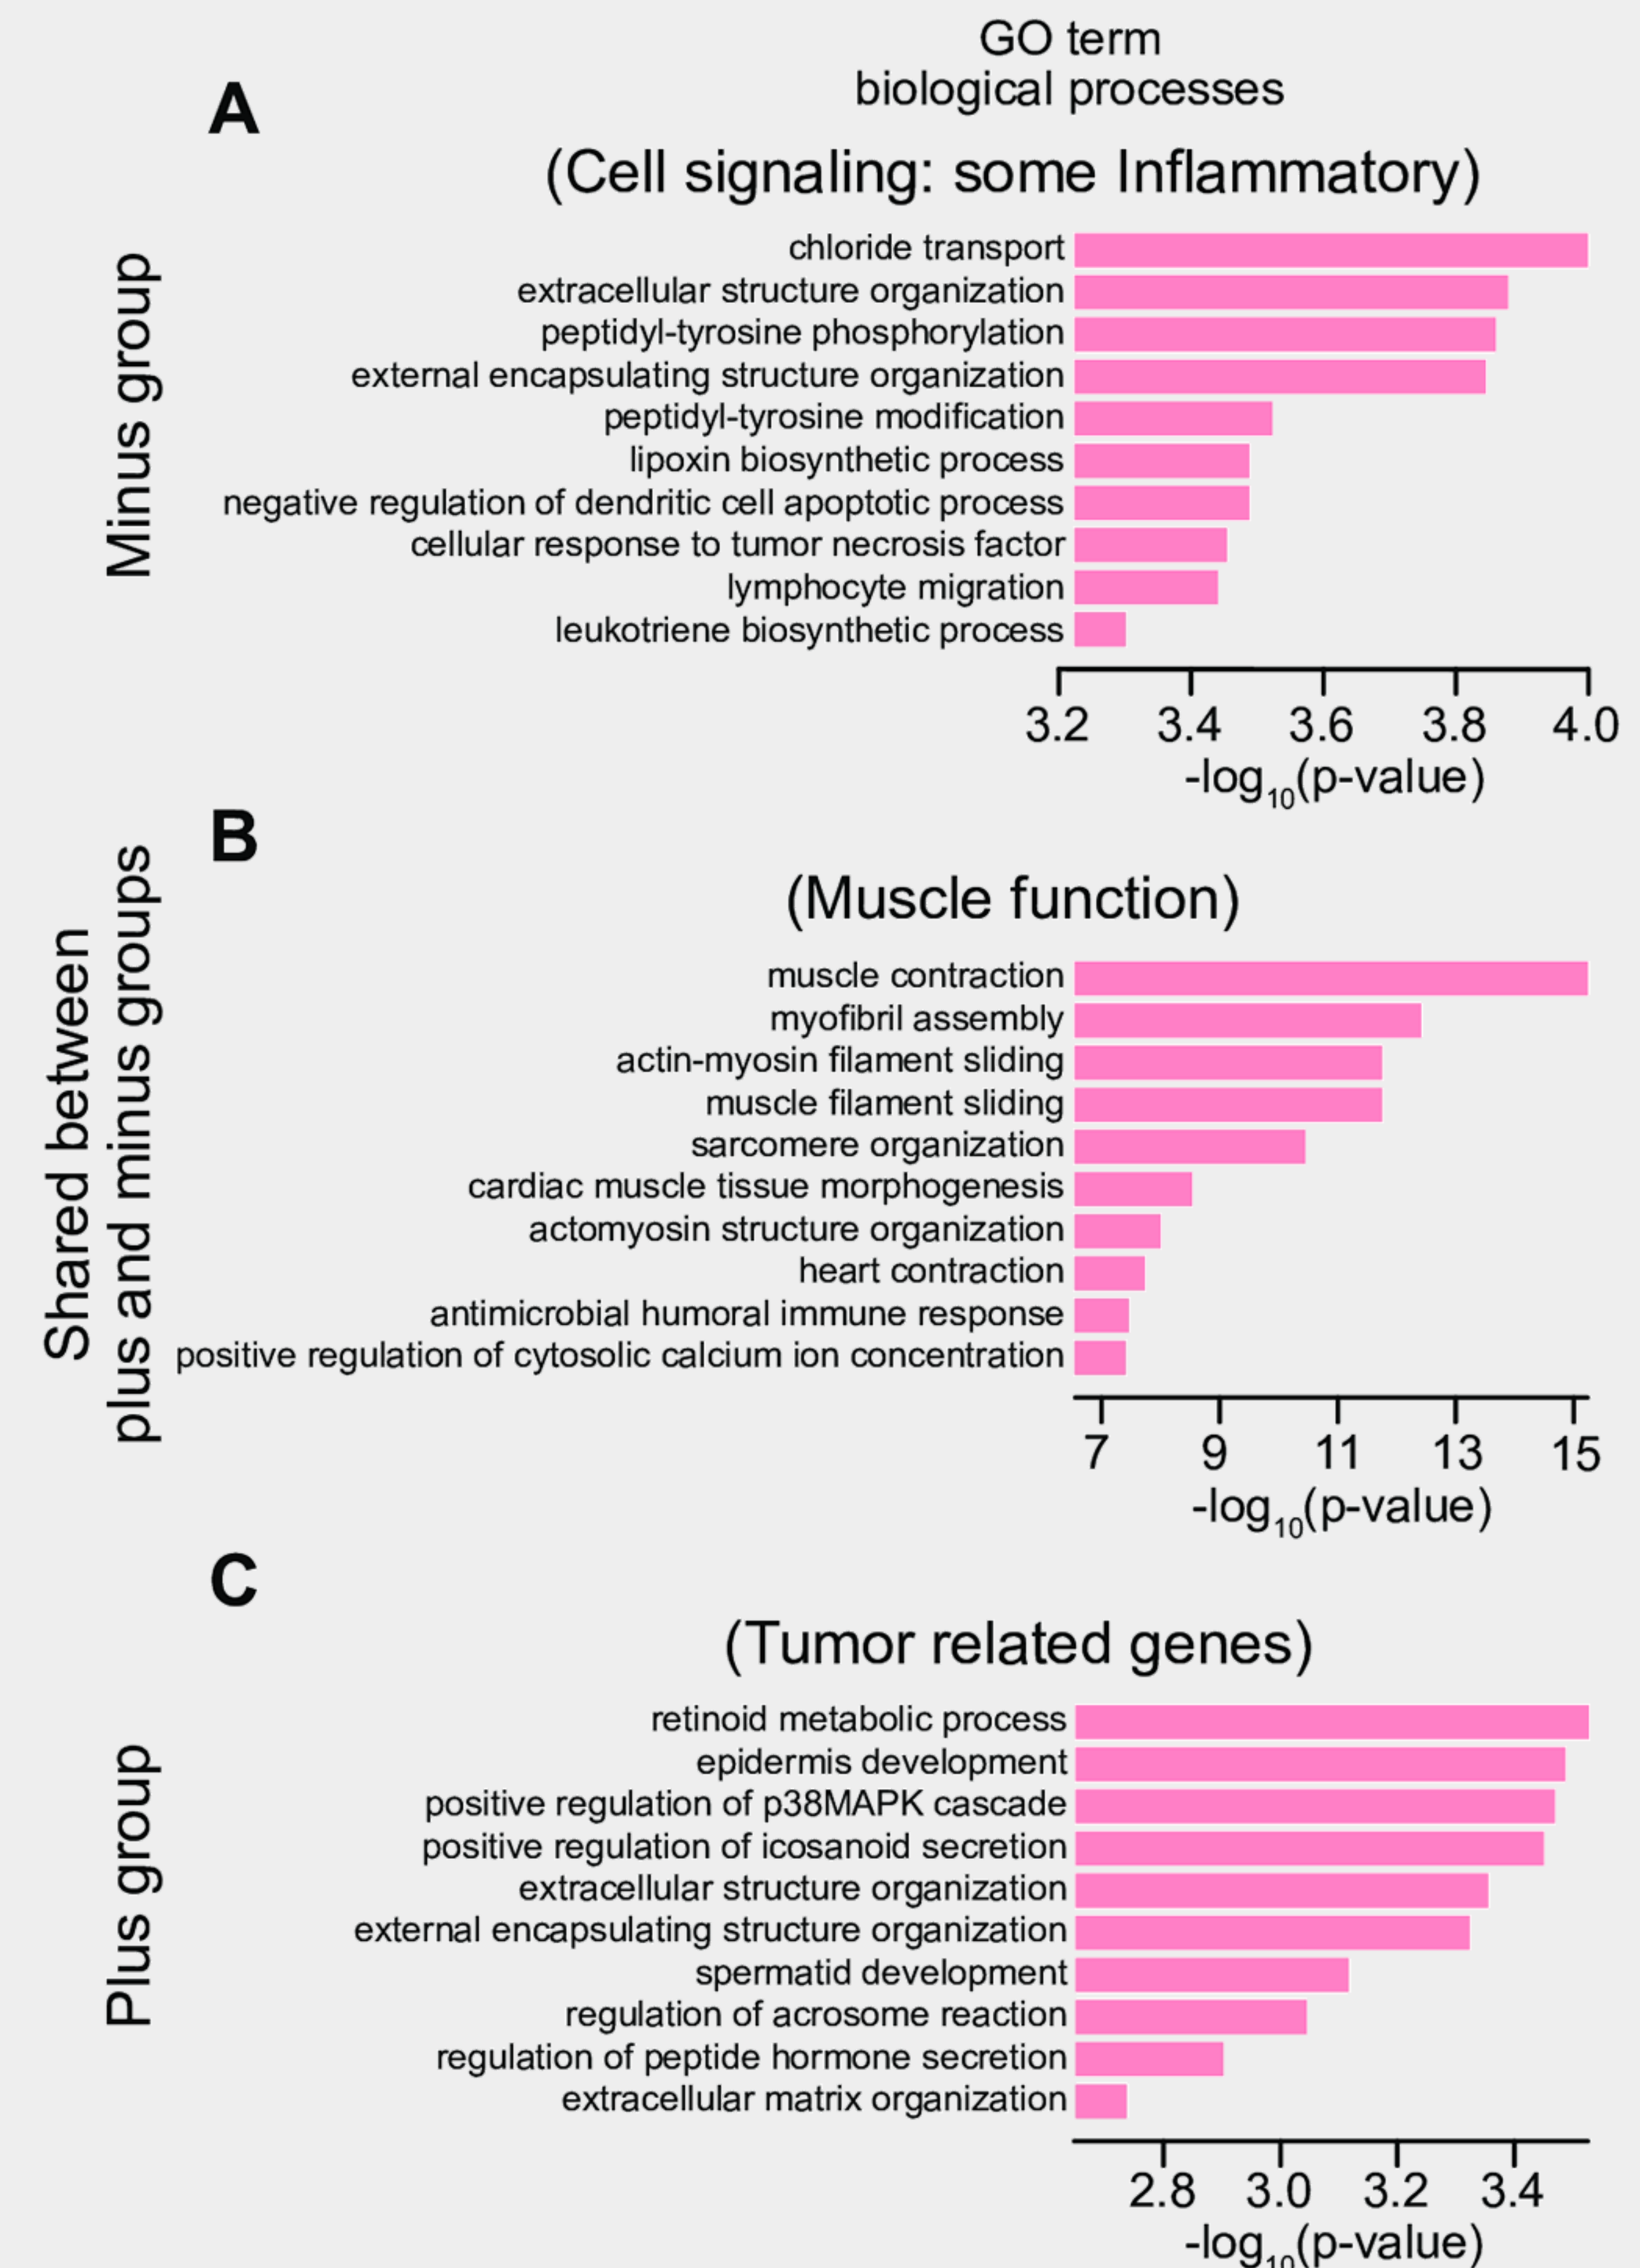 GO term
biological processes
A
(Cell signaling: some Inflammatory)
Minus group
chloride transport
extracellular structure organization
peptidyl-tyrosine phosphorylation
external encapsulating structure organization
peptidyl-tyrosine modification
lipoxin biosynthetic process
negative regulation of dendritic cell apoptotic process
cellular response to tumor necrosis factor
lymphocyte migration
leukotriene biosynthetic process
3.2 3.4 3.6 3.8 4.0
-log10(p-value)
B
(Muscle function)
Shared between
plus and minus groups
muscle contraction
myofibril assembly
actin-myosin filament sliding
muscle filament sliding
sarcomere organization
cardiac muscle tissue morphogenesis
actomyosin structure organization
heart contraction
antimicrobial humoral immune response
positive regulation of cytosolic calcium ion concentration
7 9 11 13 15
-log10(p-value)
C
(Tumor related genes)
Plus group
retinoid metabolic process
epidermis development
positive regulation of p38MAPK cascade
positive regulation of icosanoid secretion
extracellular structure organization
external encapsulating structure organization
spermatid development
regulation of acrosome reaction
regulation of peptide hormone secretion
extracellular matrix organization
2.8 3.0 3.2 3.4
-log10(p-value)